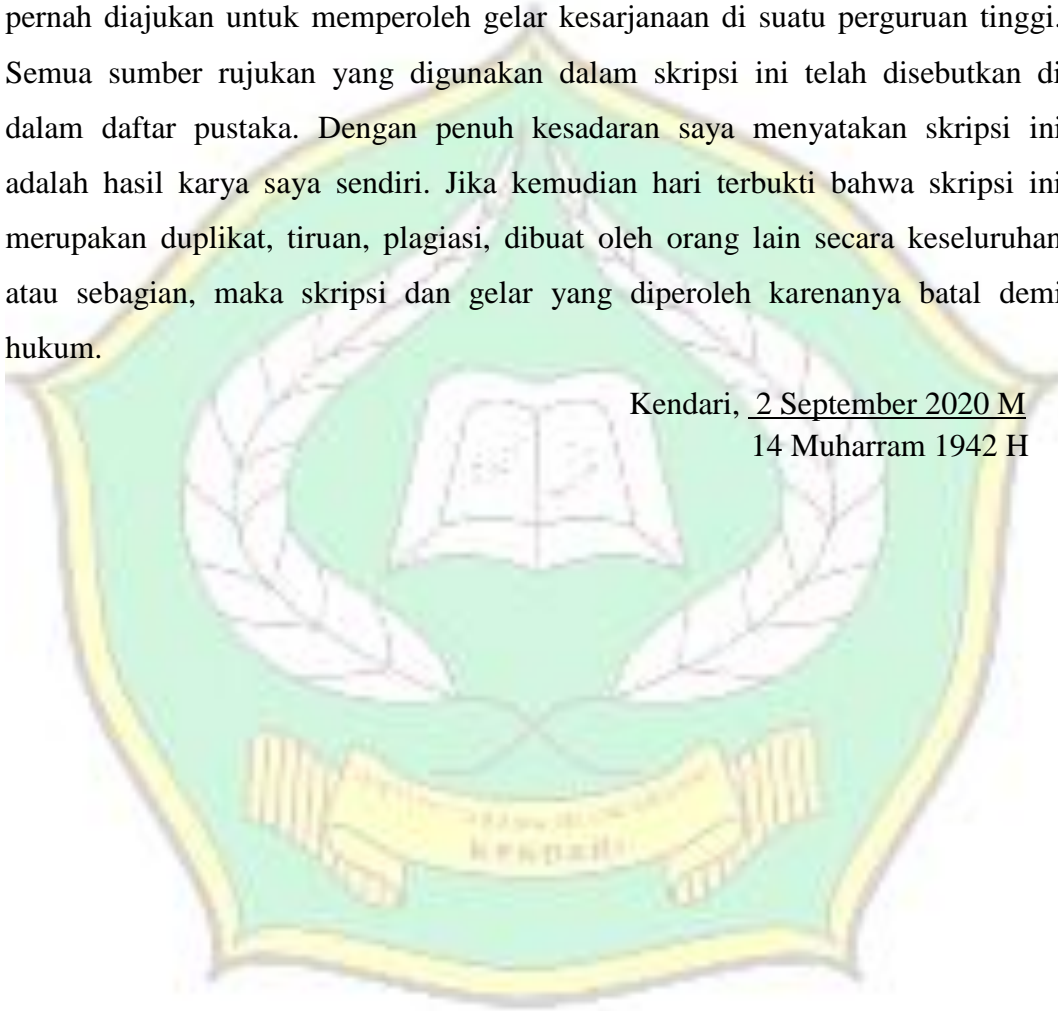 pernah diajukan untuk memperoleh gelar kesarjanaan di suatu perguruan tinggi.
Semua sumber rujukan yang digunakan dalam skripsi ini telah disebutkan di
dalam daftar pustaka. Dengan penuh kesadaran saya menyatakan skripsi ini
adalah hasil karya saya sendiri. Jika kemudian hari terbukti bahwa skripsi ini
merupakan duplikat, tiruan, plagiasi, dibuat oleh orang lain secara keseluruhan
atau sebagian, maka skripsi dan gelar yang diperoleh karenanya batal demi
hukum.
Kendari, 2 September 2020 M
14 Muharram 1942 H
KENDARI